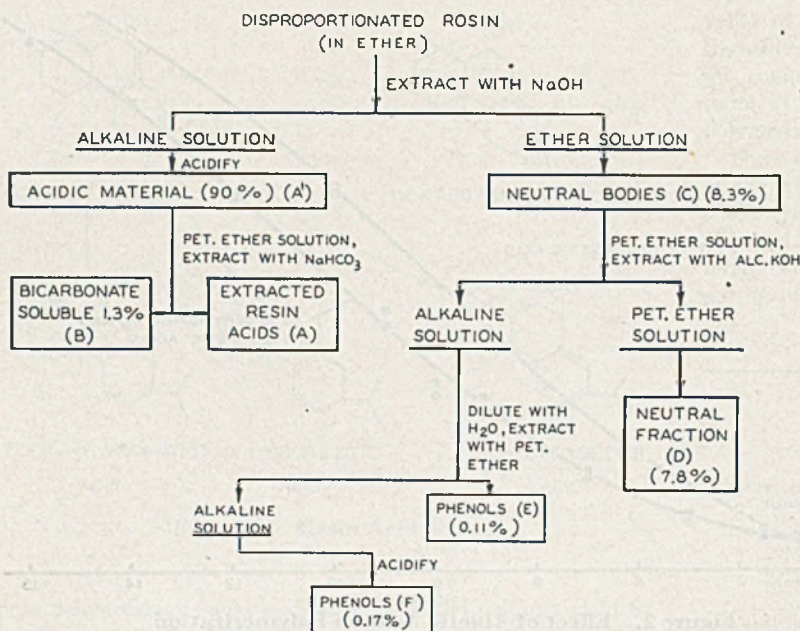 DISPROPORTIONATED ROSIN
(IN ETHER)
EXTRACT WITH NaOH
ALKALINE SOLUTION
ETHER SOLUTION
ACIDIFY
ACIDIC MATERIAL (90%) (A')
NEUTRAL BODIES (C) (8.3%)
PET. ETHER SOLUTION,
EXTRACT WITH NaHCO3
PET. ETHER SOLUTION,
EXTRACT WITH ALC. KOH
BICARBONATE
SOLUBLE 1.3%
(B)
EXTRACTED
RESIN
ACIDS (A)
ALKALINE
SOLUTION
PET. ETHER
SOLUTION
DILUTE WITH
H2O, EXTRACT
WITH PET.
ETHER
NEUTRAL
FRACTION
(D)
(7.8%)
ALKALINE
SOLUTION
PHENOLS (E)
(0.11%)
ACIDIFY
PHENOLS (F)
(0.17%)